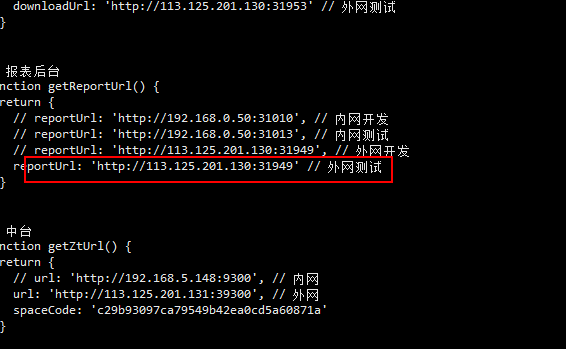 downloadUrl: 'http://113.125.201.130:31953' // 外网测试
}
报表后台
nction getReportUrl() {
return {
// reportUrl: 'http://192.168.0.50:31010', // 内网开发
// reportUrl: 'http://192.168.0.50:31013', // 内网测试
// reportUrl: 'http://113.125.201.130:31949', // 外网开发
reportUrl: 'http://113.125.201.130:31949' // 外网测试
}
中台
nction getZtUrl() {
return {
// url: 'http://192.168.5.148:9300', // 内网
url: 'http://113.125.201.131:39300', // 外网
spaceCode: 'c29b93097ca79549b42ea0cd5a60871a'
}